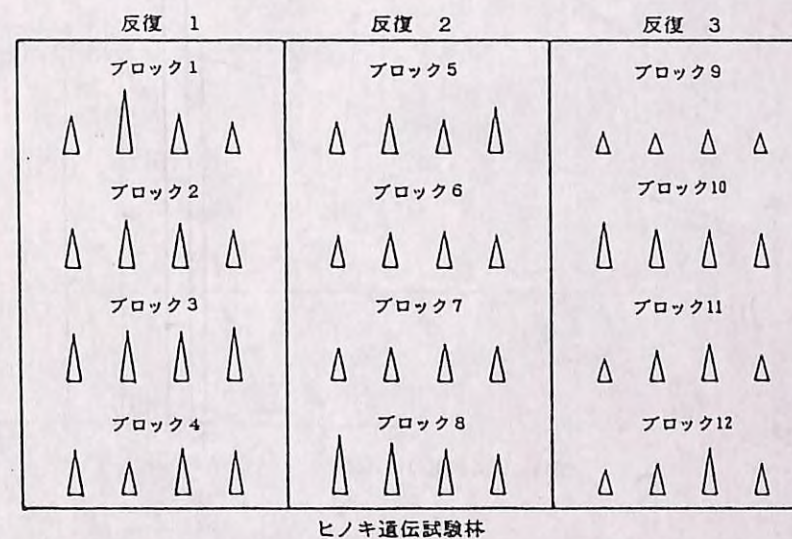 反復 1 反復 2 反復 3
ブロック1 ブロック5 ブロック9
ブロック2 ブロック6 ブロック10
ブロック3 ブロック7 ブロック11
ブロック4 ブロック8 ブロック12
ヒノキ遺伝試験林